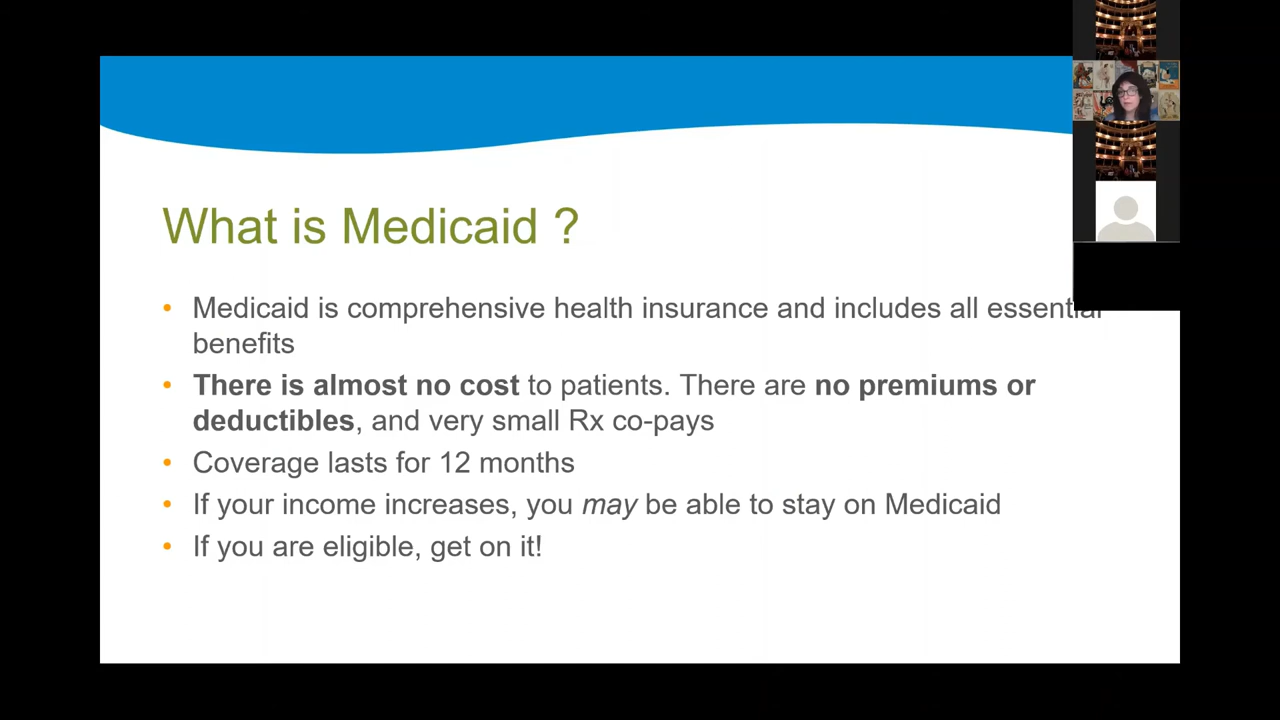 What is Medicaid ?
• Medicaid is comprehensive health insurance and includes all essential
benefits
• There is almost no cost to patients. There are no premiums or
deductibles, and very small Rx co-pays
• Coverage lasts for 12 months
• If your income increases, you may be able to stay on Medicaid
• If you are eligible, get on it!